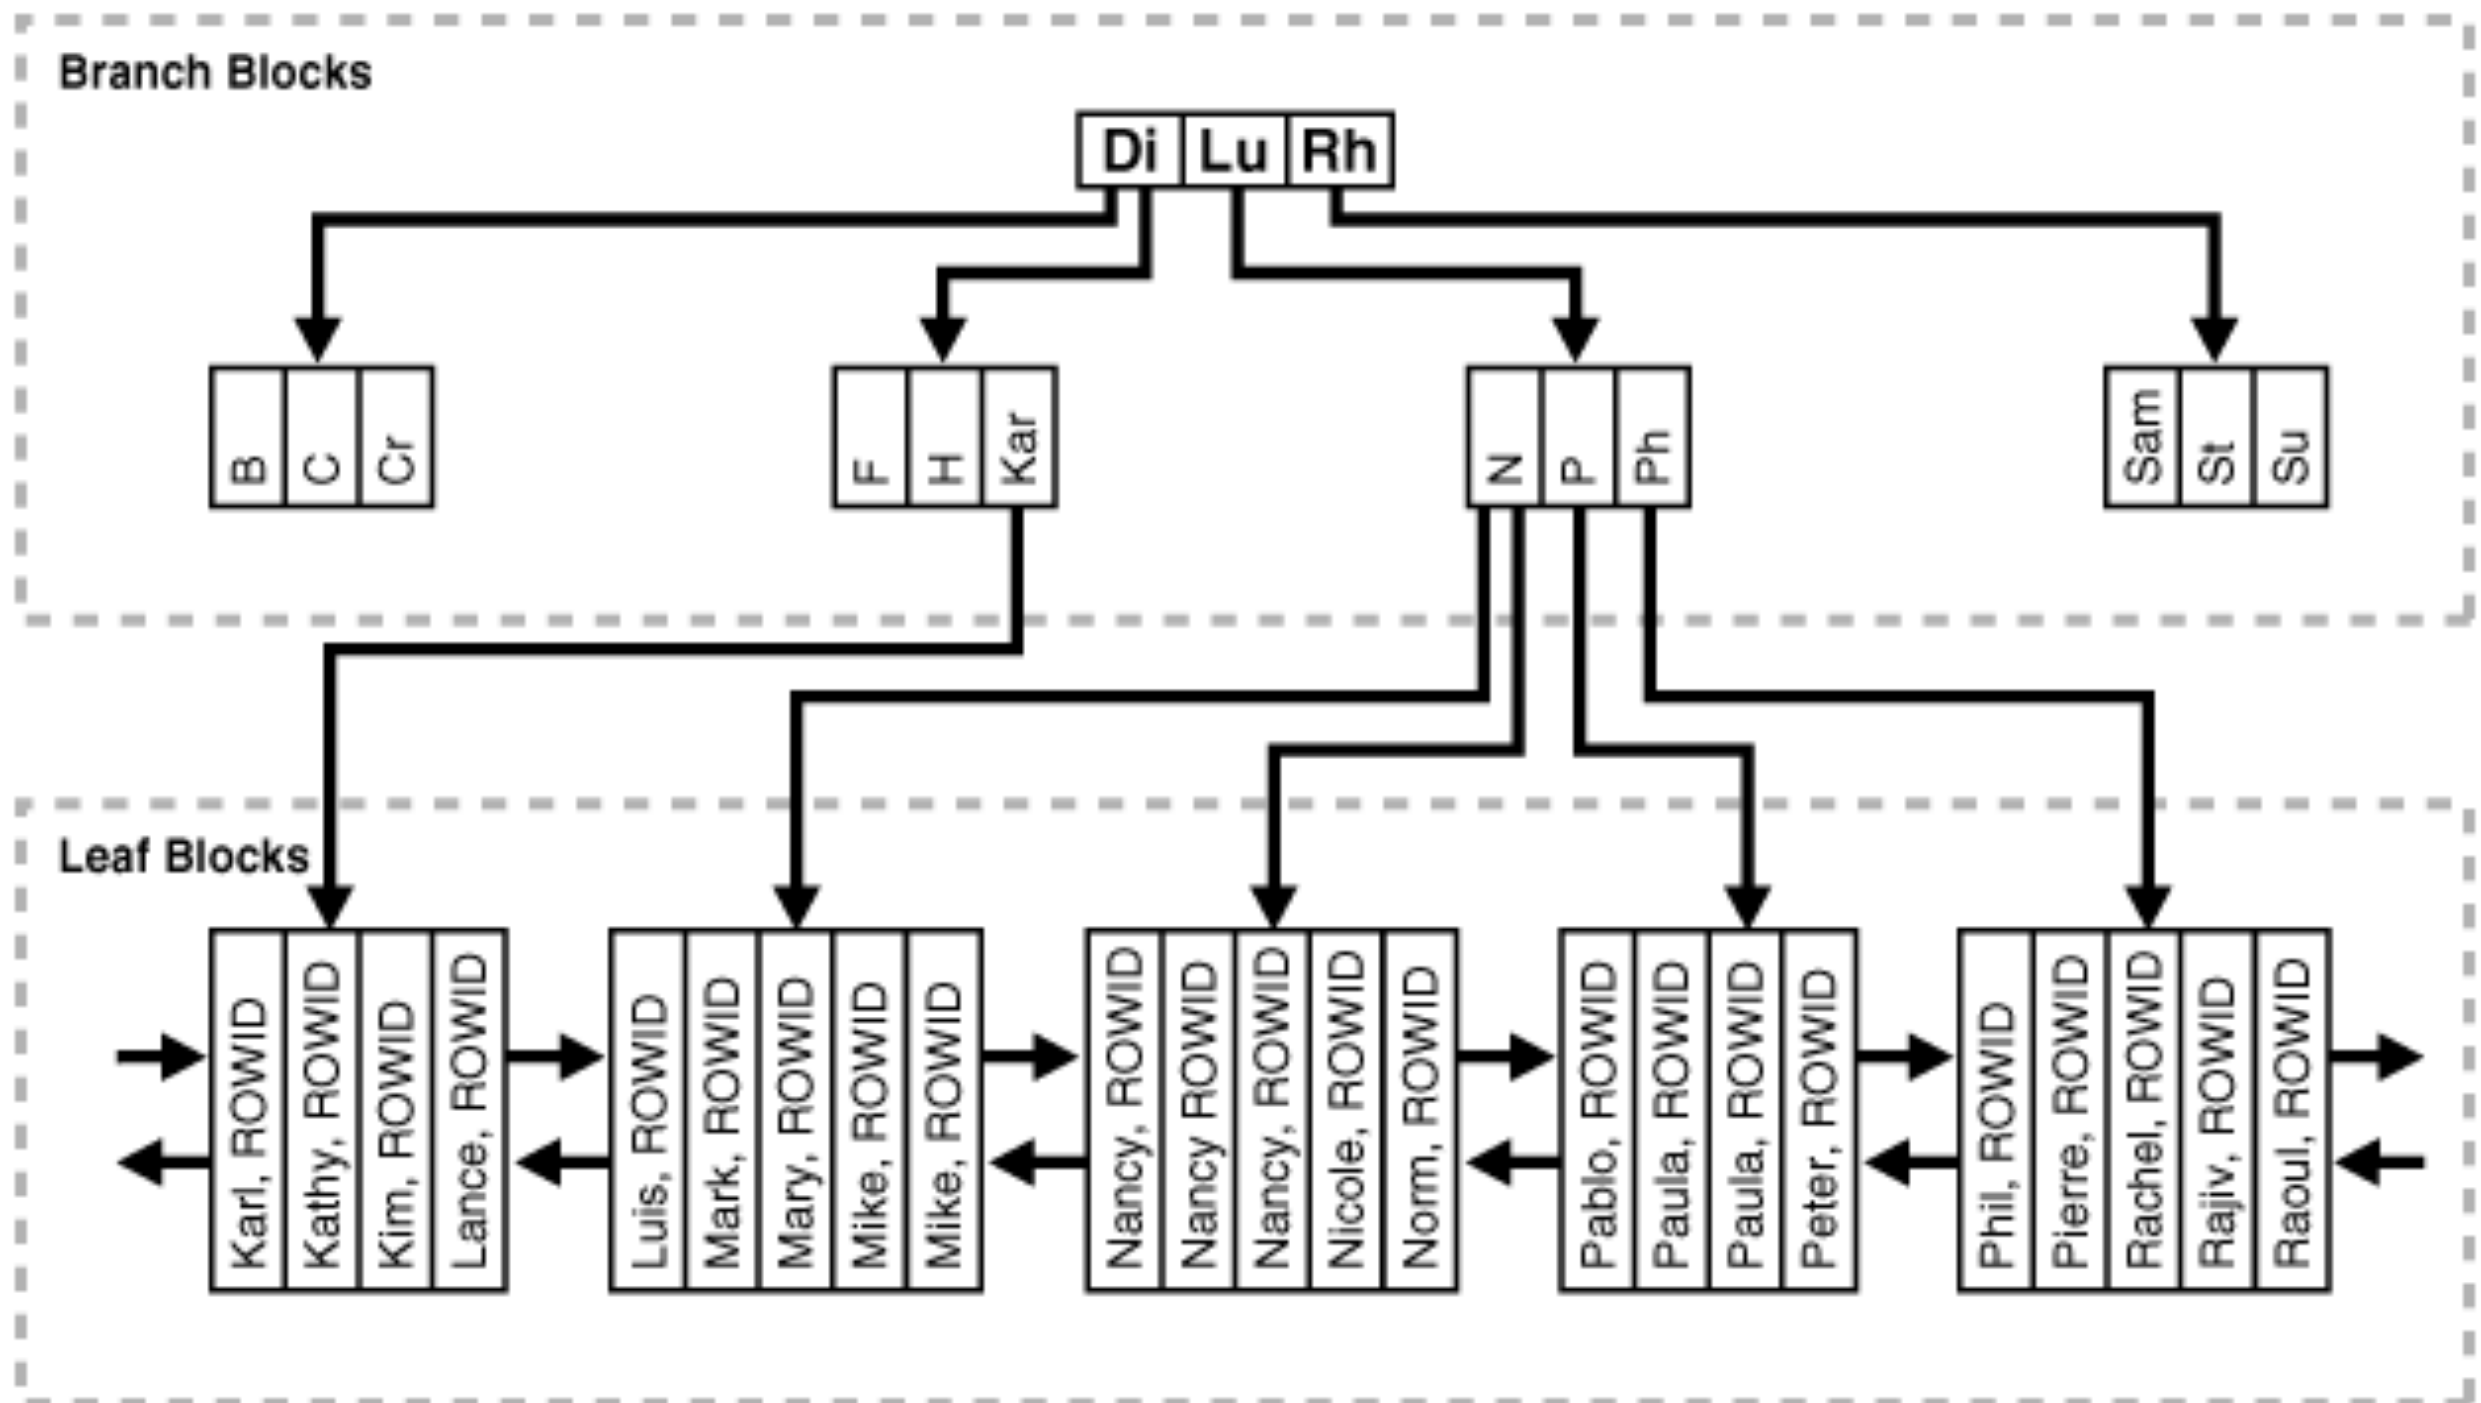 Branch Blocks
Di Lu Rh
B C Cr
F H Kar
N P Ph
Sam St Su
Leaf Blocks
Karl, ROWID
Kathy, ROWID
Kim, ROWID
Lance, ROWID
Luis, ROWID
Mark, ROWID
Mary, ROWID
Mike, ROWID
Mike, ROWID
Nancy, ROWID
Nancy ROWID
Nancy, ROWID
Nicole, ROWID
Norm, ROWID
Pablo, ROWID
Paula, ROWID
Paula, ROWID
Peter, ROWID
Phil, ROWID
Pierre, ROWID
Rachel, ROWID
Rajiv, ROWID
Raoul, ROWID